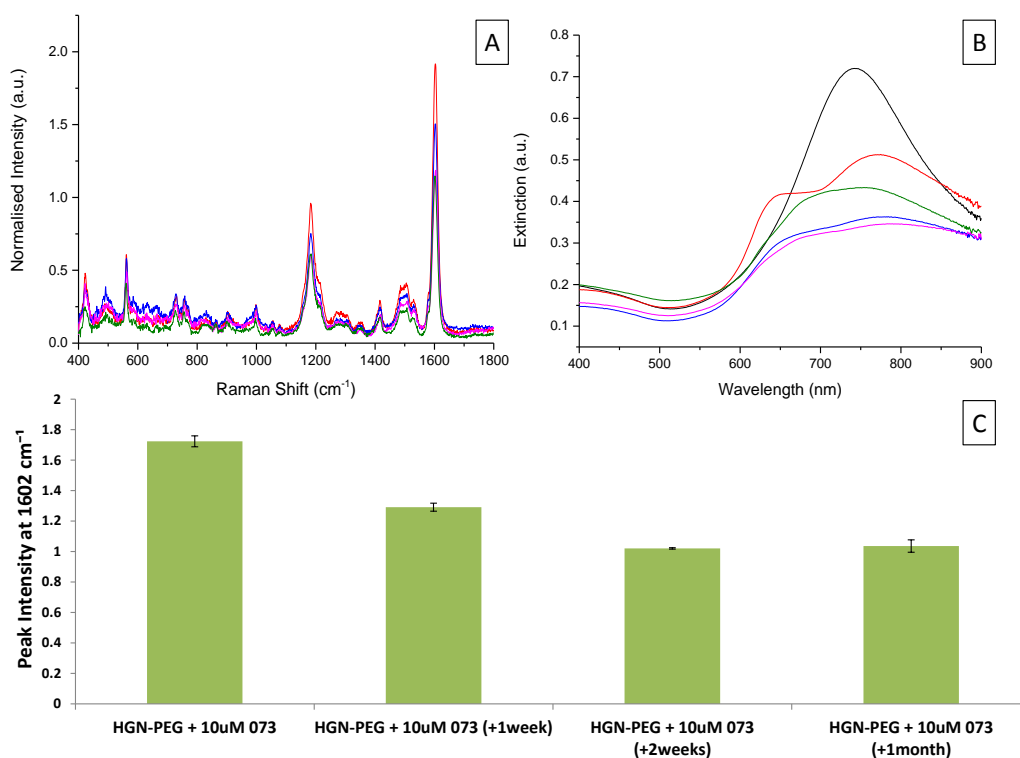 A
Normalised Intensity (a.u.)
2.0
1.5
1.0
0.5
0.0
400 600 800 1000 1200 1400 1600 1800
Raman Shift (cm⁻¹)
B
Extinction (a.u.)
0.8
0.7
0.6
0.5
0.4
0.3
0.2
0.1
400 500 600 700 800 900
Wavelength (nm)
C
Peak Intensity at 1602 cm⁻¹
2
1.8
1.6
1.4
1.2
1
0.8
0.6
0.4
0.2
0
HGN-PEG + 10uM 073
HGN-PEG + 10uM 073 (+1week)
HGN-PEG + 10uM 073
(+2weeks)
HGN-PEG + 10uM 073
(+1month)